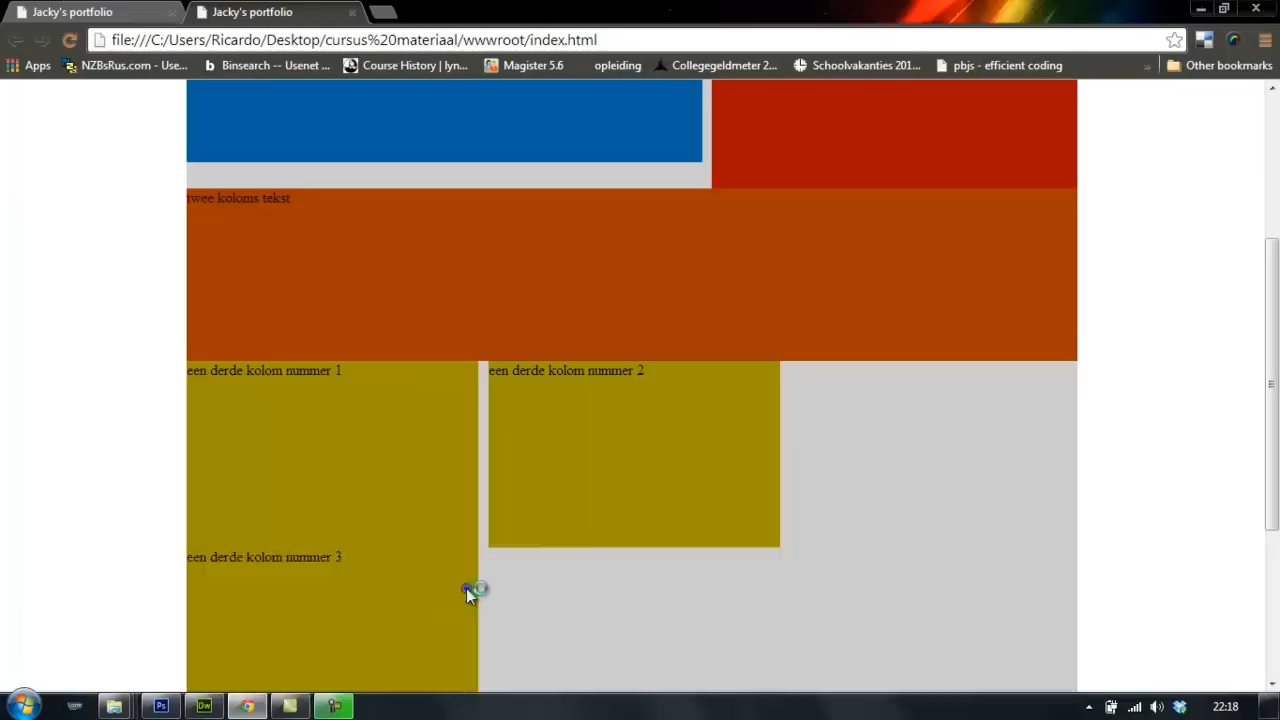 Jacky's portfolio
Jacky's portfolio
file:///C:/Users/Ricardo/Desktop/cursus%20materiaal/wwwroot/index.html
Apps
NZBsRus.com - Use...
Binsearch -- Usenet ...
Course History | lyn...
Magister 5.6
opleiding
Collegegeldmeter 2...
Schoolvakanties 201...
pbjs - efficient coding
»
Other bookmarks
twee koloms tekst
een derde kolom nummer 1
een derde kolom nummer 2
een derde kolom nummer 3
Ps
Dw
22:18